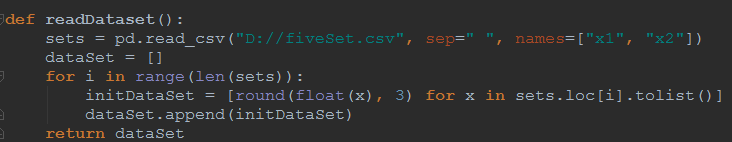 def readDataset():
    sets = pd.read_csv("D://fiveSet.csv", sep=" ", names=["x1", "x2"])
    dataSet = []
    for i in range(len(sets)):
        initDataSet = [round(float(x), 3) for x in sets.loc[i].tolist()]
        dataSet.append(initDataSet)
    return dataSet